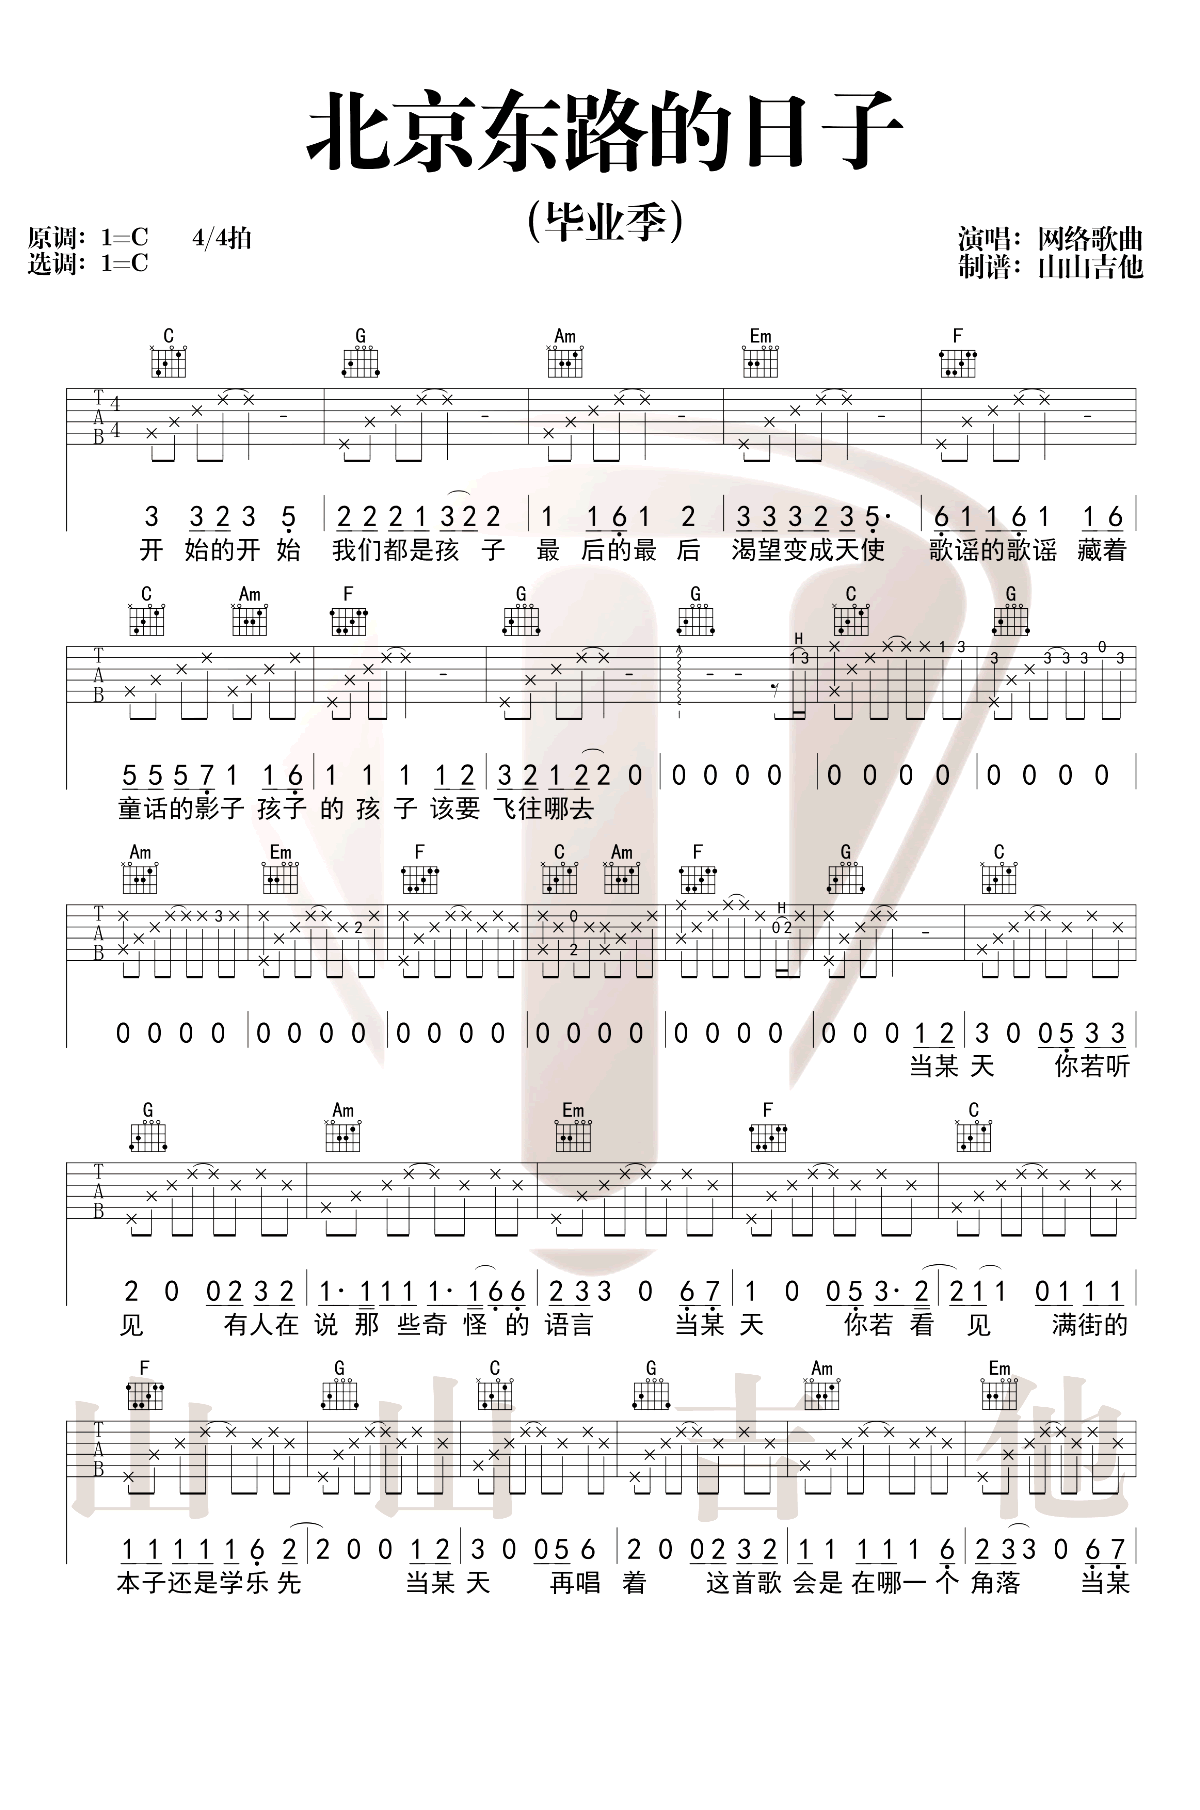 北京东路的日子
(毕业季)
原调：1=C 4/4拍
选调：1=C
演唱：网络歌曲
制谱：山山吉他
C G Am Em F
T A B 4 4
3 3 2 3 5 2 2 2 1 3 2 2 1 1 6 1 2 3 3 3 2 3 5· 6 1 1 6 1 1 6
开 始的开 始 我们都是孩 子 最 后的最 后 渴望变成天使 歌谣的歌谣 藏着
C Am F G G C G
H
T A B 1 3 1 3 3 3 3 3 0 3
5 5 5 7 1 1 6 1 1 1 1 2 3 2 1 2 2 0 0 0 0 0 0 0 0 0 0 0 0 0
童话的影子 孩子 的 孩 子 该要 飞往哪去
Am Em F C Am F G C
H
T A B 3 2 0 2 0 2
0 0 0 0 0 0 0 0 0 0 0 0 0 0 0 0 0 0 0 0 0 0 0 1 2 3 0 0 5 3 3
当某 天 你若听
G Am Em F C
T A B
2 0 0 2 3 2 1· 1 1 1 1· 1 6 6 2 3 3 0 6 7 1 0 0 5 3· 2 2 1 1 0 1 1 1
见 有人在 说 那 些奇 怪 的 语言 当某 天 你若 看 见 满街的
F G C G Am Em
T A B
1 1 1 1 1 6 2 2 0 0 1 2 3 0 0 5 6 2 0 0 2 3 2 1 1 1 1 1 6 2 3 3 0 6 7
本子还是学乐先 当某 天 再唱 着 这首歌 会是 在哪一 个 角落 当某
山山吉他